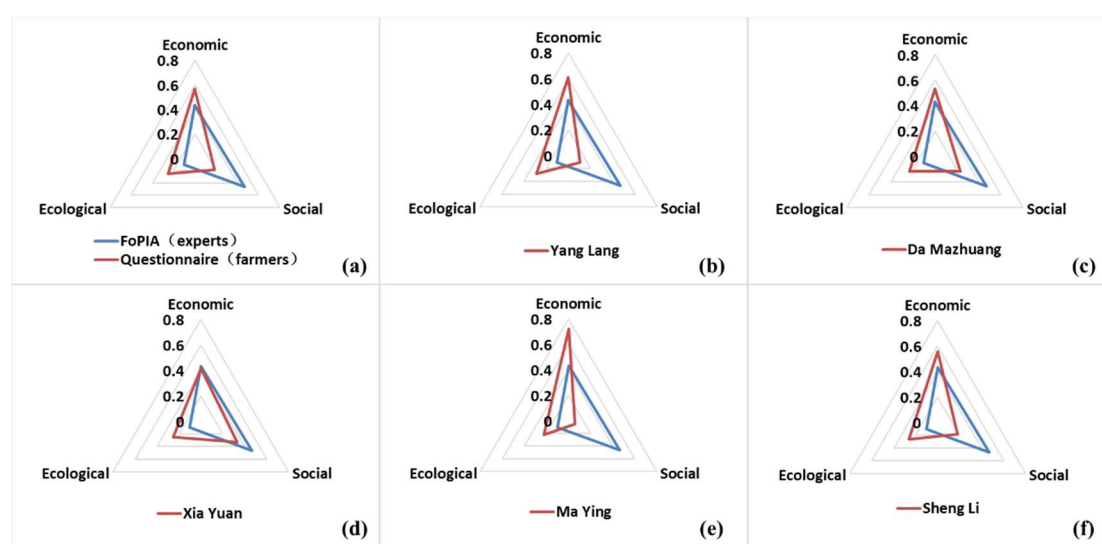 Economic
0.8
0.6
0.4
0.2
0
Ecological
Social
FoPIA（experts）
Questionnaire（farmers）
(a)
Economic
0.8
0.6
0.4
0.2
0
Ecological
Social
Yang Lang
(b)
Economic
0.8
0.6
0.4
0.2
0
Ecological
Social
Da Mazhuang
(c)
Economic
0.8
0.6
0.4
0.2
0
Ecological
Social
Xia Yuan
(d)
Economic
0.8
0.6
0.4
0.2
0
Ecological
Social
Ma Ying
(e)
Economic
0.8
0.6
0.4
0.2
0
Ecological
Social
Sheng Li
(f)